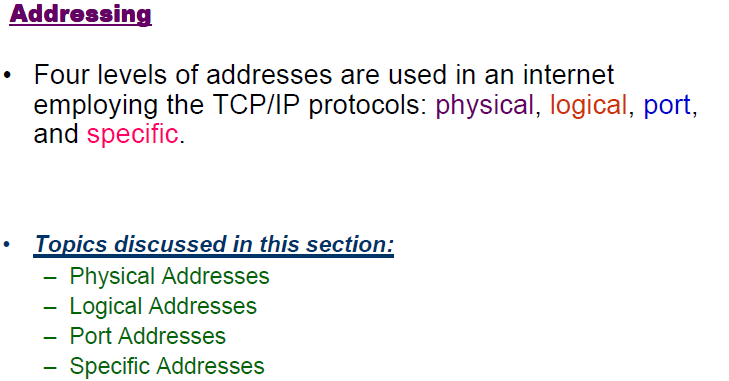 Addressing
• Four levels of addresses are used in an internet
employing the TCP/IP protocols: physical, logical, port,
and specific.
• Topics discussed in this section:
– Physical Addresses
– Logical Addresses
– Port Addresses
– Specific Addresses